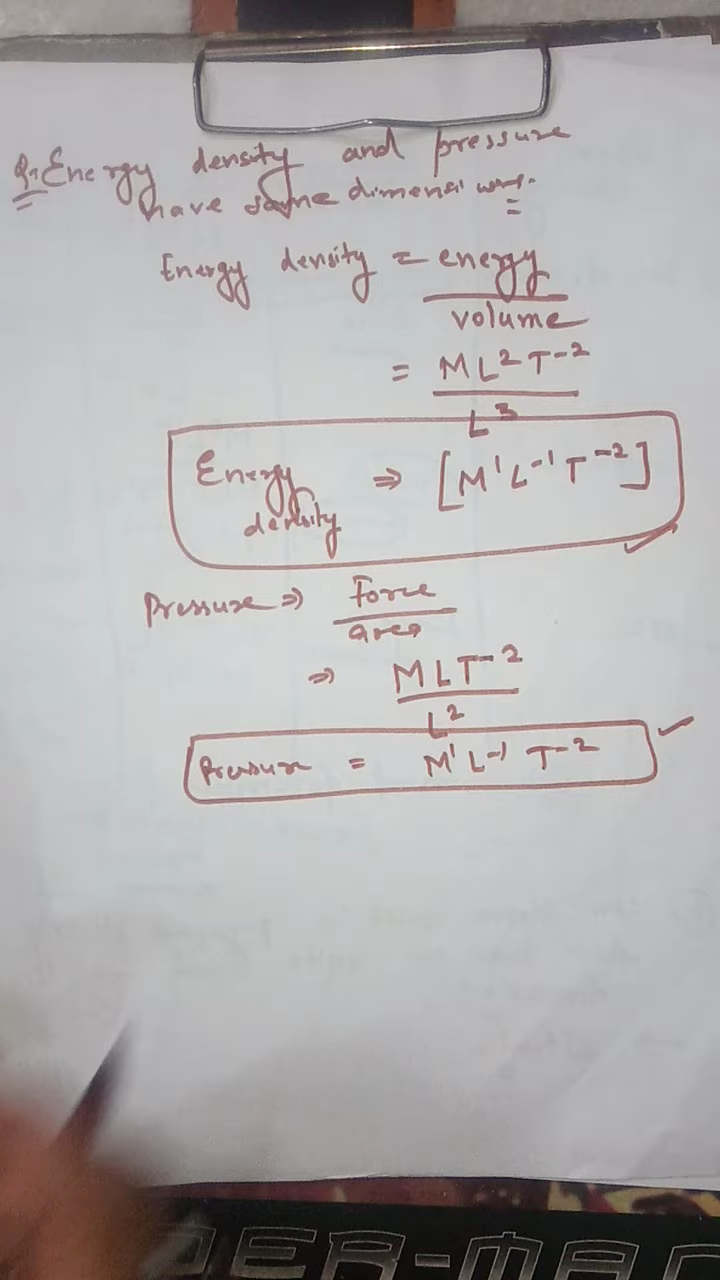 Q:- Energy density and pressure
have same dimensions.
Energy density = energy
volume
= ML²T⁻²
L³
Energy density ⇒ [M¹L⁻¹T⁻²]
Pressure ⇒ Force
area
⇒ MLT⁻²
L²
Pressure = M¹L⁻¹T⁻²